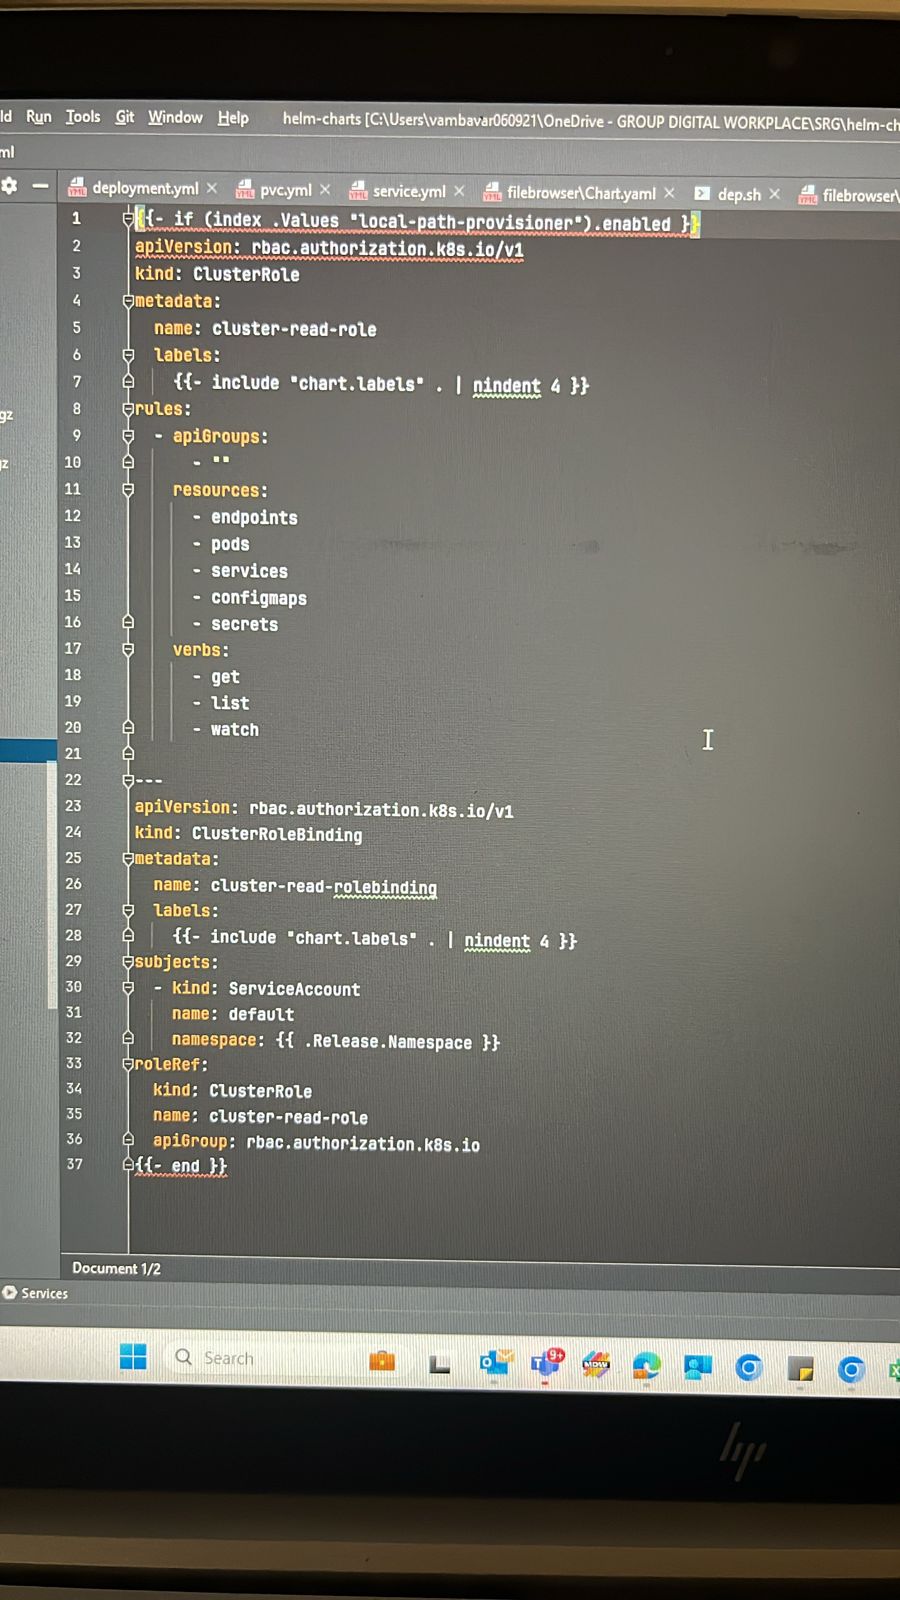 ld Run Tools Git Window Help helm-charts [C:\Users\vambavar060921\OneDrive - GROUP DIGITAL WORKPLACE\SRG\helm-ch
ml
deployment.yml pvc.yml service.yml filebrowser\Chart.yaml dep.sh filebrowser\
1 {{- if (index .Values "local-path-provisioner").enabled }}
2 apiVersion: rbac.authorization.k8s.io/v1
3 kind: ClusterRole
4 metadata:
5 name: cluster-read-role
6 labels:
7 {{- include "chart.labels" . | nindent 4 }}
gz 8 rules:
9 - apiGroups:
z 10 - ""
11 resources:
12 - endpoints
13 - pods
14 - services
15 - configmaps
16 - secrets
17 verbs:
18 - get
19 - list
20 - watch
21
22 ---
23 apiVersion: rbac.authorization.k8s.io/v1
24 kind: ClusterRoleBinding
25 metadata:
26 name: cluster-read-rolebinding
27 labels:
28 {{- include "chart.labels" . | nindent 4 }}
29 subjects:
30 - kind: ServiceAccount
31 name: default
32 namespace: {{ .Release.Namespace }}
33 roleRef:
34 kind: ClusterRole
35 name: cluster-read-role
36 apiGroup: rbac.authorization.k8s.io
37 {{- end }}
Document 1/2
Services
Search 9+ MDW
hp